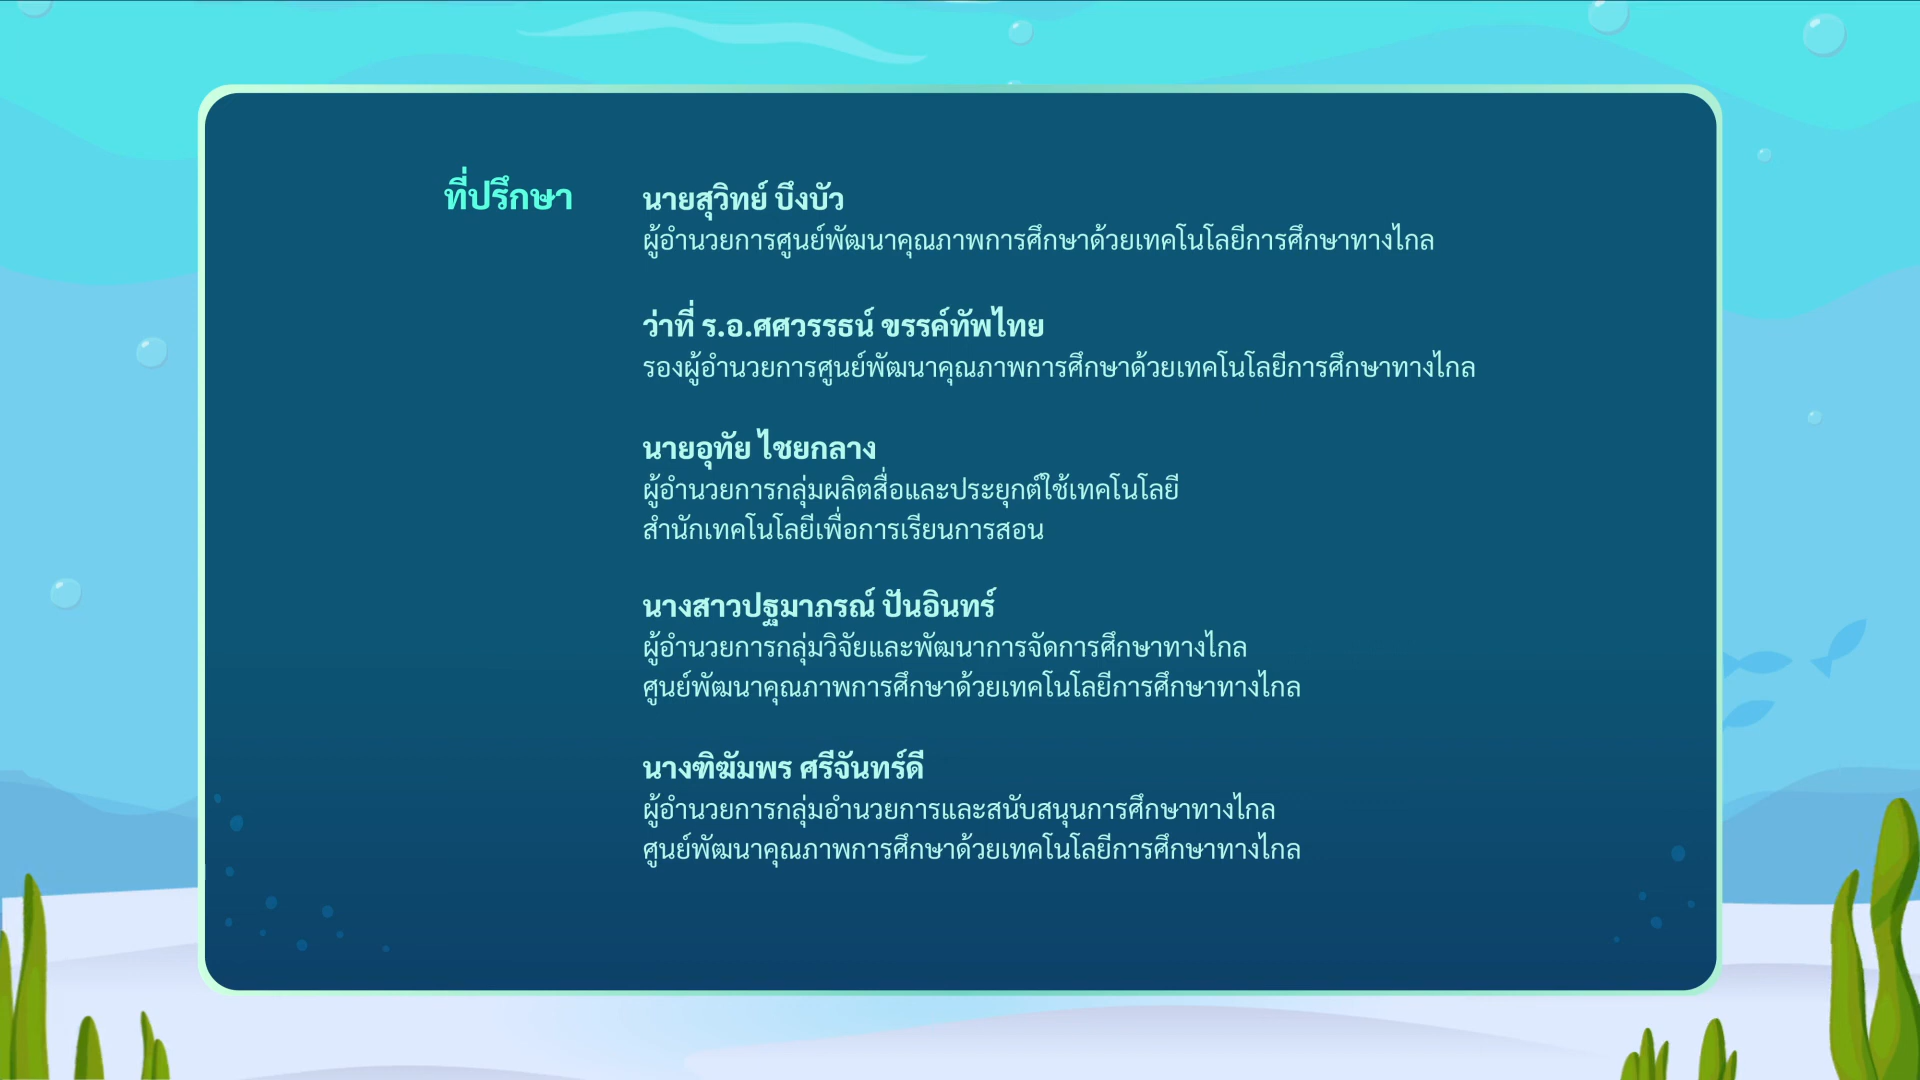 ที่ปรึกษา
นายสุวิทย์ บึงบัว
ผู้อำนวยการศูนย์พัฒนาคุณภาพการศึกษาด้วยเทคโนโลยีการศึกษาทางไกล
ว่าที่ ร.อ.ศศวรรธน์ ขรรค์ทัพไทย
รองผู้อำนวยการศูนย์พัฒนาคุณภาพการศึกษาด้วยเทคโนโลยีการศึกษาทางไกล
นายอุทัย ไชยกลาง
ผู้อำนวยการกลุ่มผลิตสื่อและประยุกต์ใช้เทคโนโลยี
สำนักเทคโนโลยีเพื่อการเรียนการสอน
นางสาวปฐมาภรณ์ ปันอินทร์
ผู้อำนวยการกลุ่มวิจัยและพัฒนาการจัดการศึกษาทางไกล
ศูนย์พัฒนาคุณภาพการศึกษาด้วยเทคโนโลยีการศึกษาทางไกล
นางฑิฆัมพร ศรีจันทร์ดี
ผู้อำนวยการกลุ่มอำนวยการและสนับสนุนการศึกษาทางไกล
ศูนย์พัฒนาคุณภาพการศึกษาด้วยเทคโนโลยีการศึกษาทางไกล